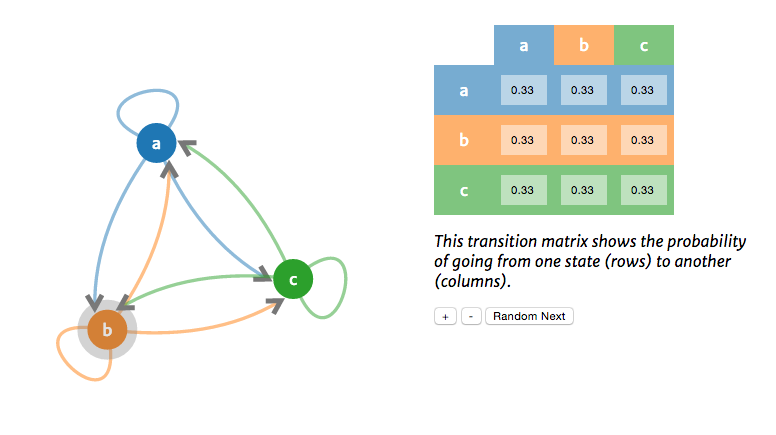 a
b
c
a b c
a 0.33 0.33 0.33
b 0.33 0.33 0.33
c 0.33 0.33 0.33
This transition matrix shows the probability
of going from one state (rows) to another
(columns).
+ - Random Next